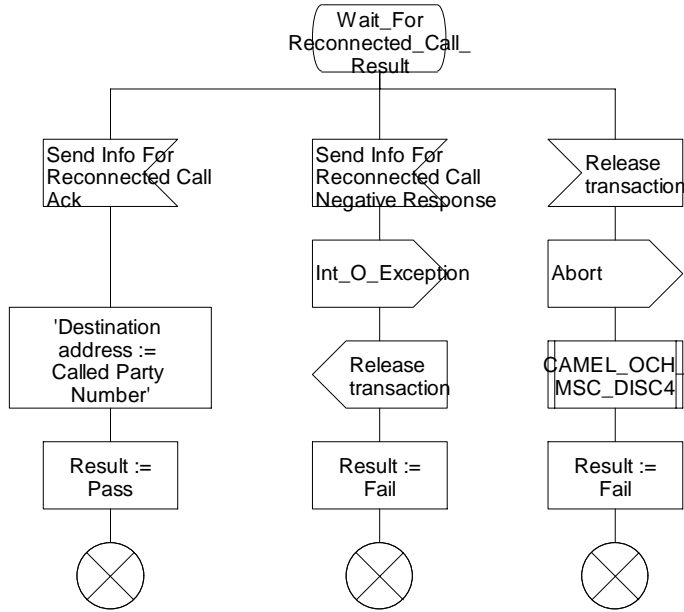 Wait_For
Reconnected_Call_
Result
Send Info For
Reconnected Call
Ack
Send Info For
Reconnected Call
Negative Response
Release
transaction
Int_O_Exception
Abort
'Destination
address :=
Called Party
Number'
Release
transaction
CAMEL_OCH_
MSC_DISC4
Result :=
Pass
Result :=
Fail
Result :=
Fail